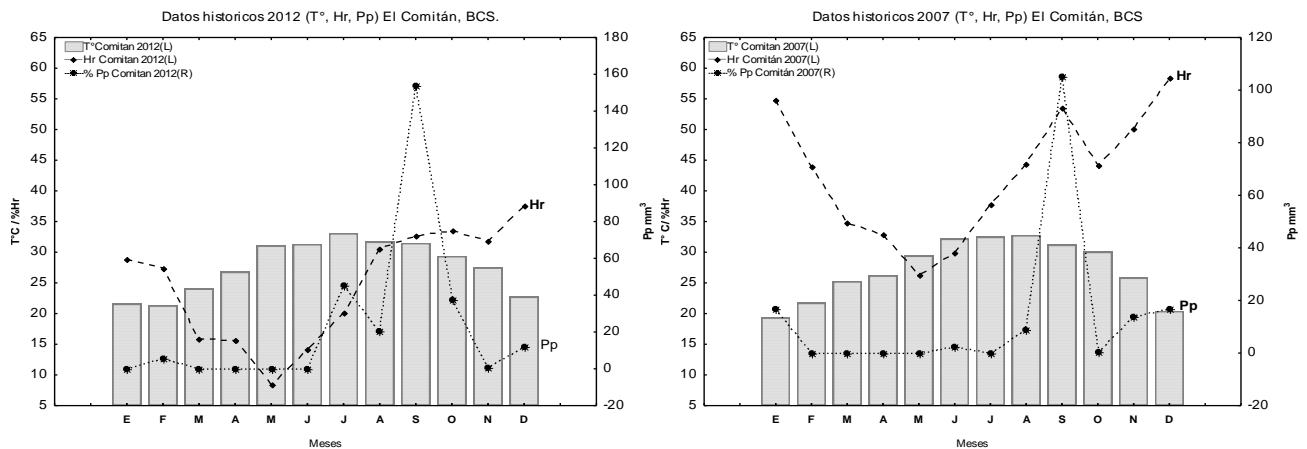 Datos historicos 2012 (T°, Hr, Pp) El Comitán, BCS.
T°Comitan 2012(L)
Hr Comitan 2012(L)
% Pp Comitan 2012(R)
65
60
55
50
45
40
35
30
25
20
15
10
5
T°C / %Hr
180
160
140
120
100
80
60
40
20
0
-20
Pp mm³
Hr
Pp
E F M A M J J A S O N D
Meses
Datos historicos 2007 (T°, Hr, Pp) El Comitán, BCS
T° Comitan 2007(L)
Hr Comitán 2007(L)
% Pp Comitán 2007(R)
65
60
55
50
45
40
35
30
25
20
15
10
5
T° C/ %Hr
120
100
80
60
40
20
0
-20
Pp mm³
Hr
Pp
E F M A M J J A S O N D
Meses